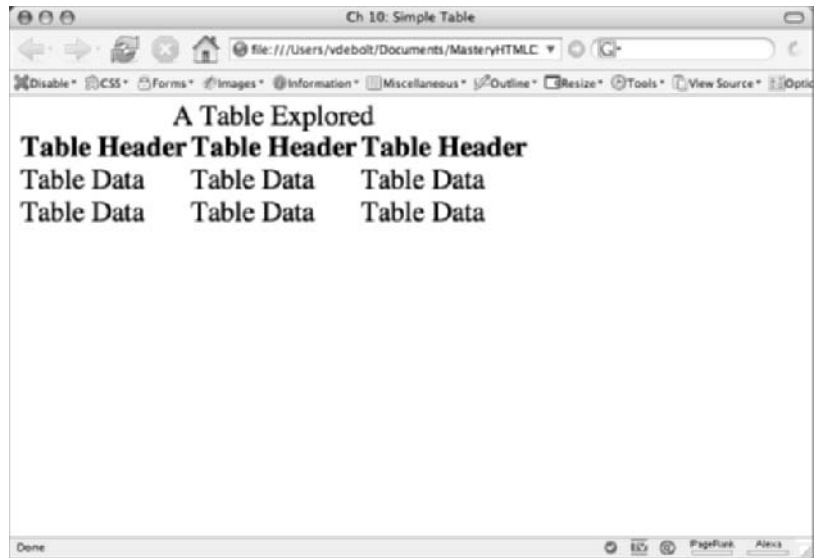 Ch 10: Simple Table
file:///Users/vdebolt/Documents/MasteryHTMLC
G
Disable CSS Forms Images Information Miscellaneous Outline Resize Tools View Source Optio
A Table Explored
Table Header Table Header Table Header
Table Data Table Data Table Data
Table Data Table Data Table Data
Done PageRank Alexa